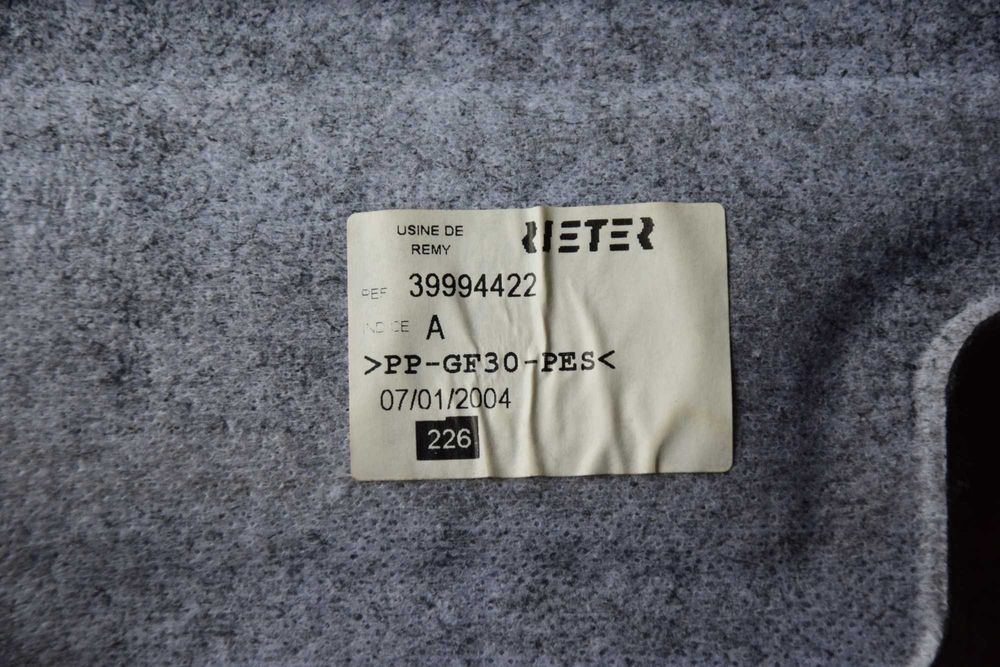 USINE DE
REMY
RIETER
REF 39994422
INDICE A
>PP-GF30-PES<
07/01/2004
226